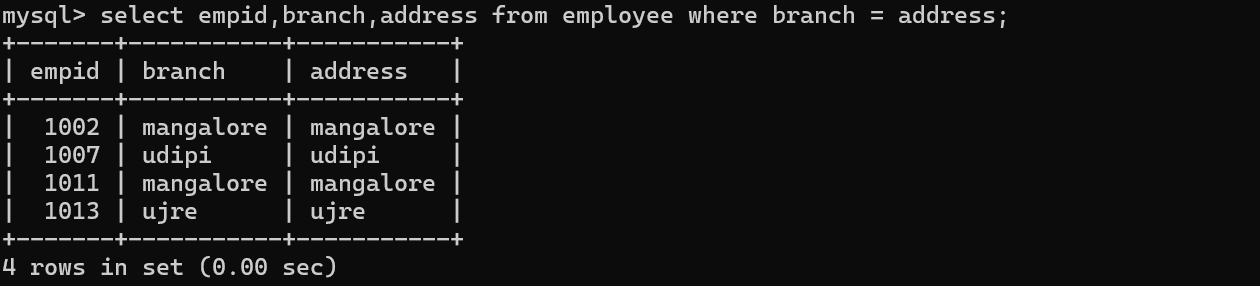 mysql> select empid,branch,address from employee where branch = address;
+-------+-----------+-----------+
| empid | branch    | address   |
+-------+-----------+-----------+
|  1002 | mangalore | mangalore |
|  1007 | udipi     | udipi     |
|  1011 | mangalore | mangalore |
|  1013 | ujre      | ujre      |
+-------+-----------+-----------+
4 rows in set (0.00 sec)